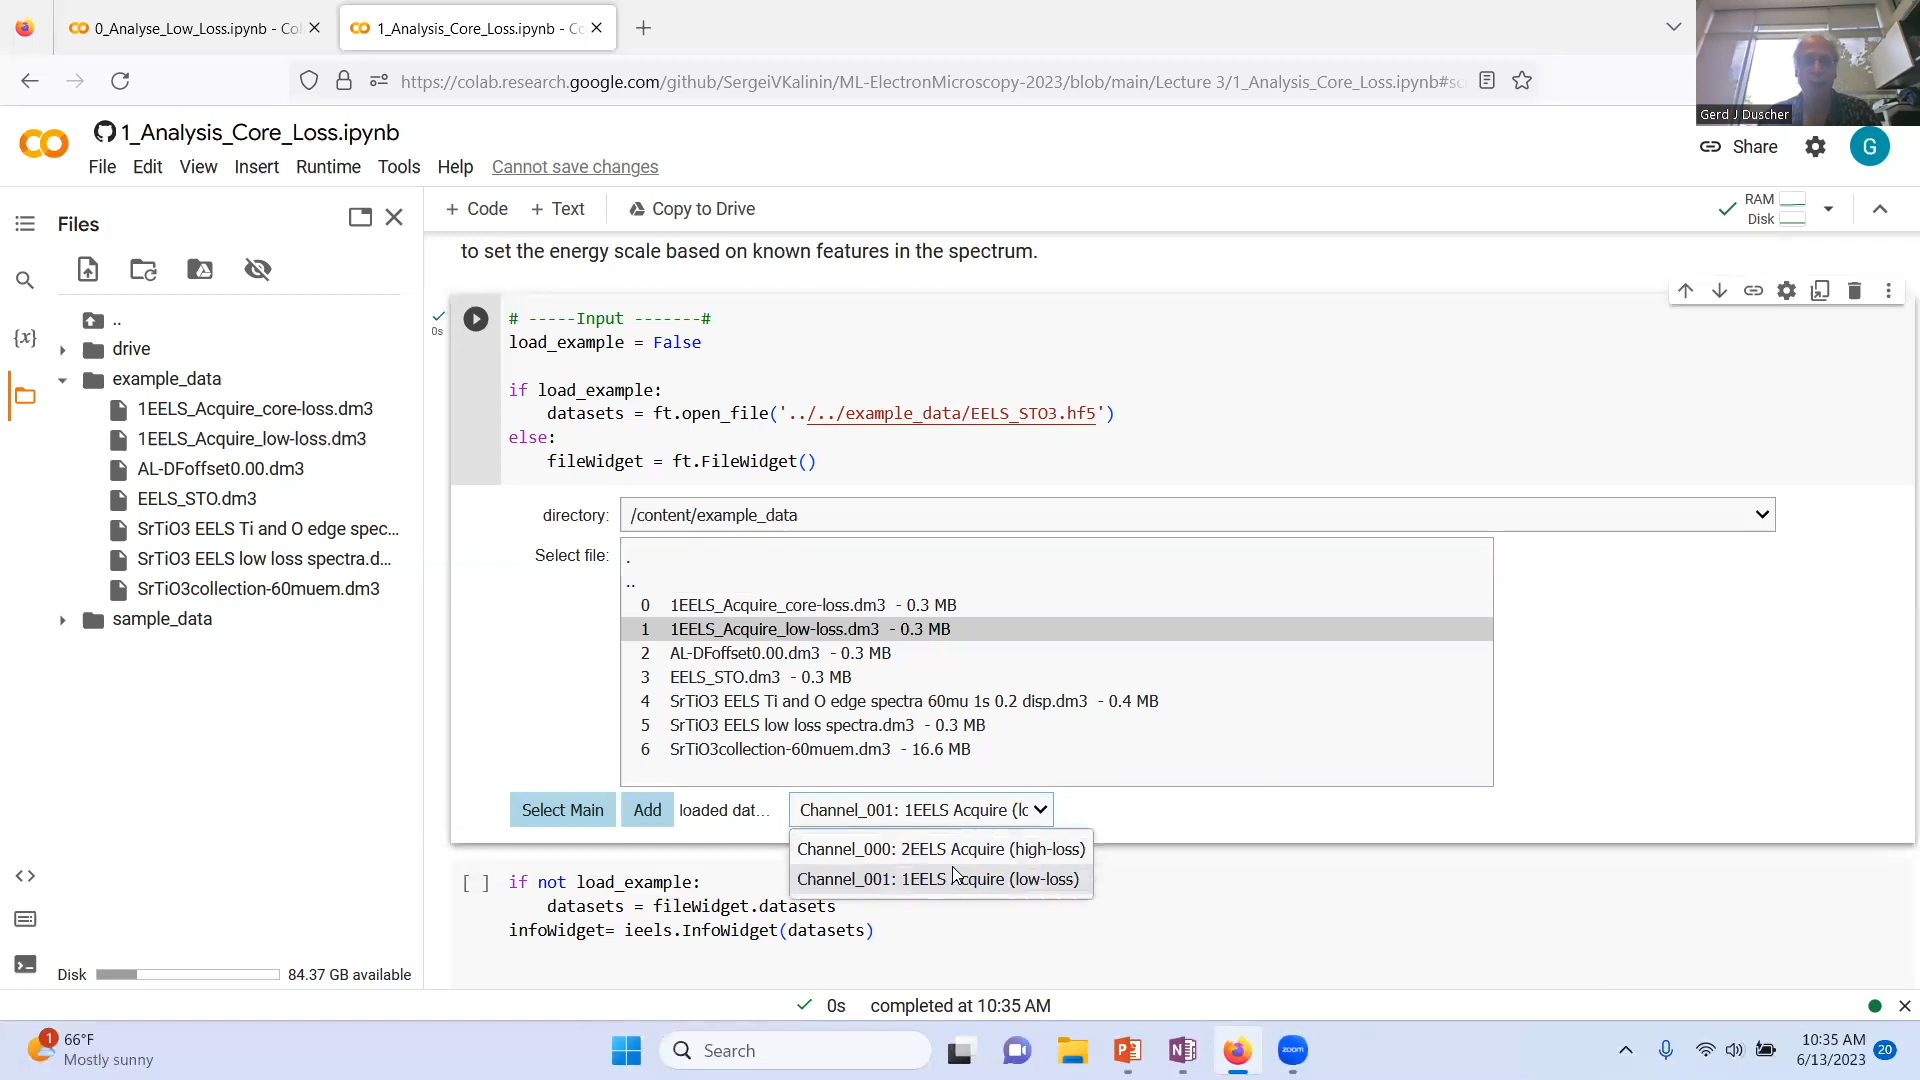 0_Analyse_Low_Loss.ipynb - Col
1_Analysis_Core_Loss.ipynb - Co
https://colab.research.google.com/github/SergeiVKalinin/ML-ElectronMicroscopy-2023/blob/main/Lecture 3/1_Analysis_Core_Loss.ipynb#sc
Gerd J Duscher
1_Analysis_Core_Loss.ipynb
File Edit View Insert Runtime Tools Help Cannot save changes
Share
G
Files
+ Code + Text Copy to Drive
RAM
Disk
to set the energy scale based on known features in the spectrum.
..
drive
example_data
1EELS_Acquire_core-loss.dm3
1EELS_Acquire_low-loss.dm3
AL-DFoffset0.00.dm3
EELS_STO.dm3
SrTiO3 EELS Ti and O edge spec...
SrTiO3 EELS low loss spectra.d...
SrTiO3collection-60muem.dm3
sample_data
{x}
0s
# -----Input -------#
load_example = False
if load_example:
datasets = ft.open_file('../../example_data/EELS_STO3.hf5')
else:
fileWidget = ft.FileWidget()
directory: /content/example_data
Select file: .
..
0 1EELS_Acquire_core-loss.dm3 - 0.3 MB
1 1EELS_Acquire_low-loss.dm3 - 0.3 MB
2 AL-DFoffset0.00.dm3 - 0.3 MB
3 EELS_STO.dm3 - 0.3 MB
4 SrTiO3 EELS Ti and O edge spectra 60mu 1s 0.2 disp.dm3 - 0.4 MB
5 SrTiO3 EELS low loss spectra.dm3 - 0.3 MB
6 SrTiO3collection-60muem.dm3 - 16.6 MB
Select Main Add loaded dat... Channel_001: 1EELS Acquire (lo
Channel_000: 2EELS Acquire (high-loss)
Channel_001: 1EELS Acquire (low-loss)
[ ] if not load_example:
datasets = fileWidget.datasets
infoWidget= ieels.InfoWidget(datasets)
Disk 84.37 GB available
0s completed at 10:35 AM
1
66°F
Mostly sunny
Search
zoom
10:35 AM
6/13/2023
20